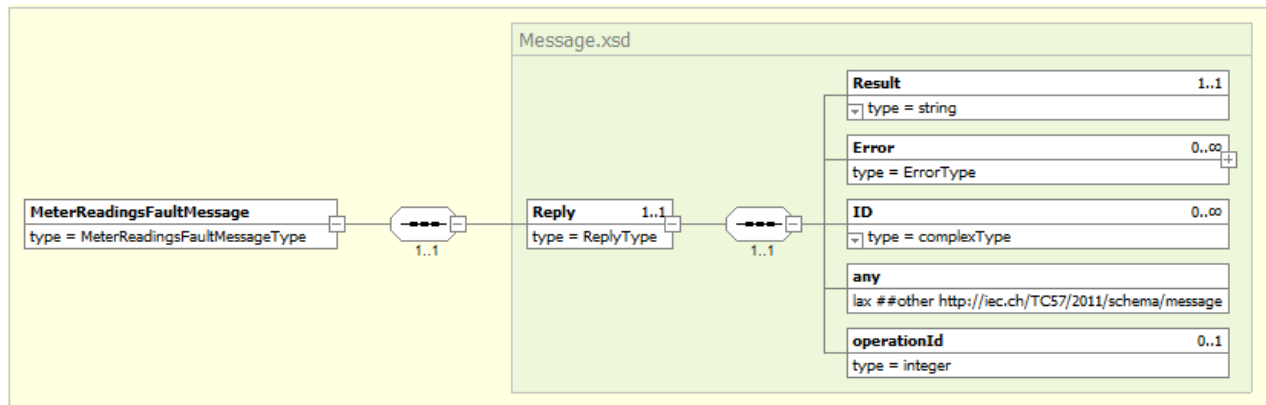 Message.xsd
Result 1..1
type = string
Error 0..∞
type = ErrorType
MeterReadingsFaultMessage
type = MeterReadingsFaultMessageType
1..1
Reply 1..1
type = ReplyType
1..1
ID 0..∞
type = complexType
any
lax ##other http://iec.ch/TC57/2011/schema/message
operationId 0..1
type = integer